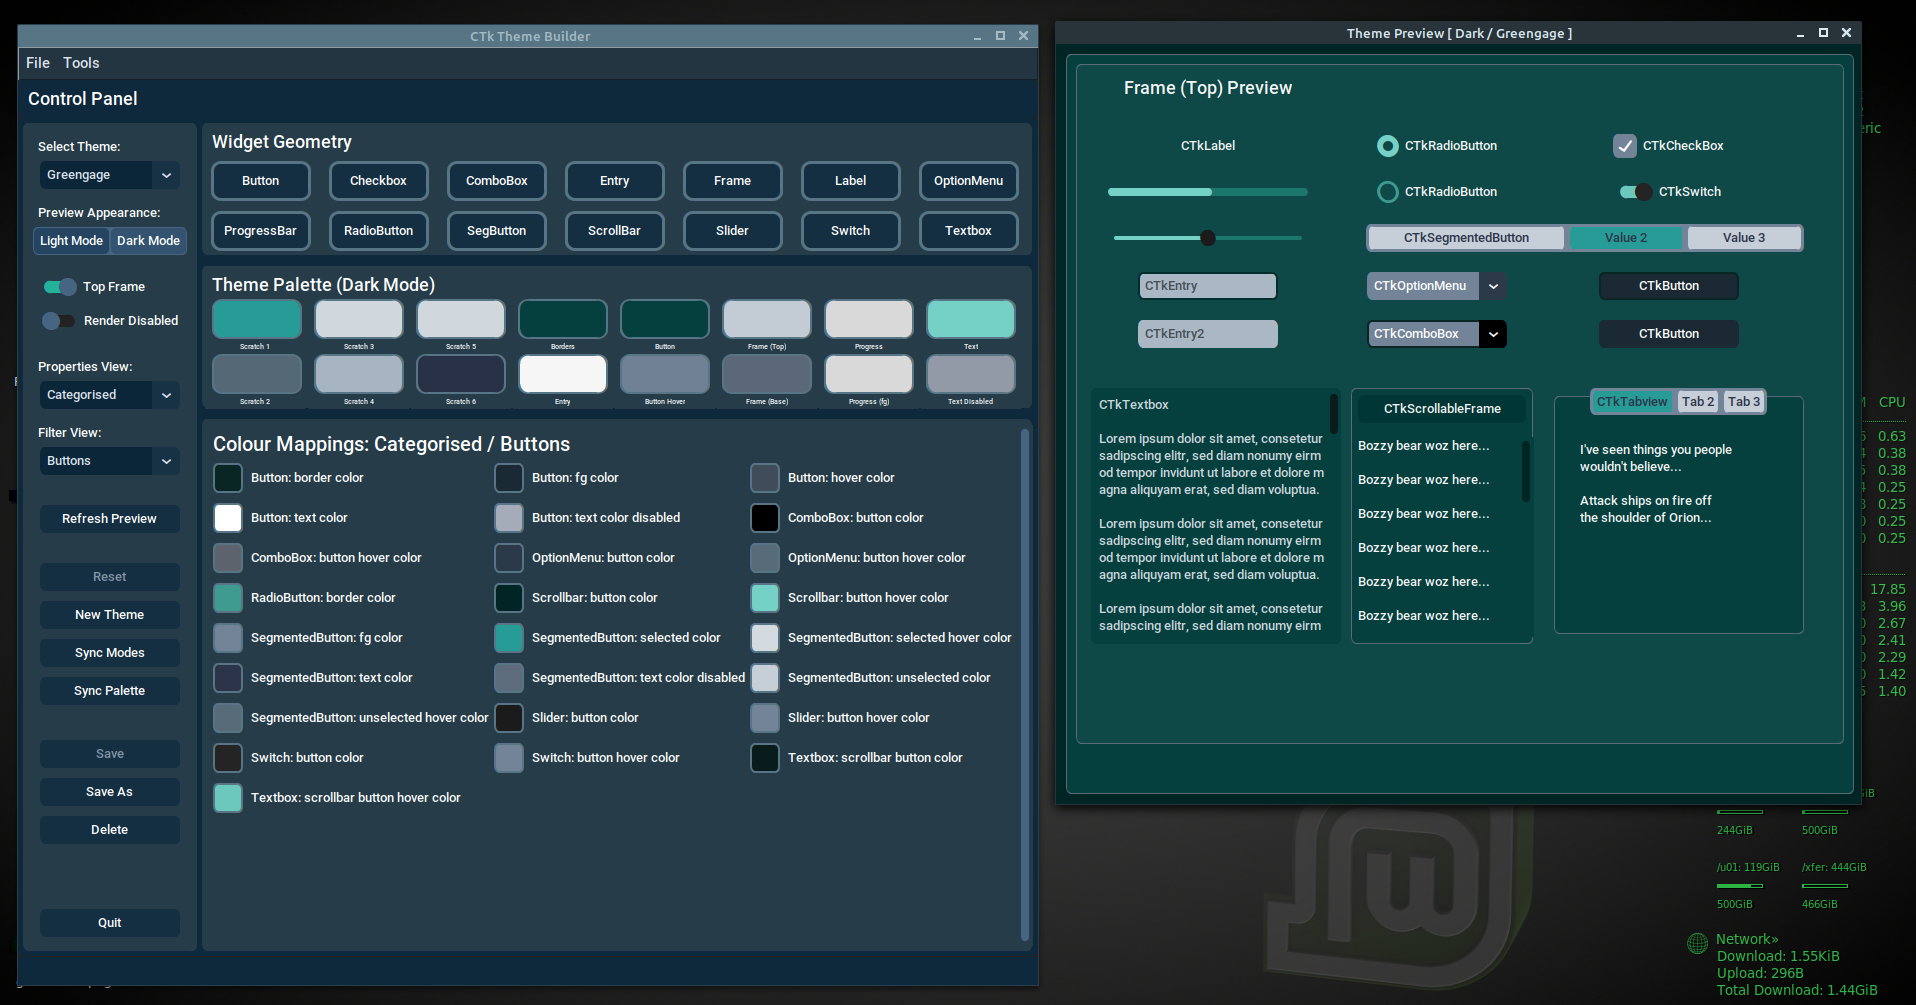 CTk Theme Builder
File Tools
Control Panel
Select Theme:
Greengage
Preview Appearance:
Light Mode Dark Mode
Top Frame
Render Disabled
Properties View:
Categorised
Filter View:
Buttons
Refresh Preview
Reset
New Theme
Sync Modes
Sync Palette
Save
Save As
Delete
Quit
Widget Geometry
Button Checkbox ComboBox Entry Frame Label OptionMenu
ProgressBar RadioButton SegButton ScrollBar Slider Switch Textbox
Theme Palette (Dark Mode)
Scratch 1 Scratch 3 Scratch 5 Borders Button Frame (Top) Progress Text
Scratch 2 Scratch 4 Scratch 6 Entry Button Hover Frame (Base) Progress (fg) Text Disabled
Colour Mappings: Categorised / Buttons
Button: border color Button: fg color Button: hover color
Button: text color Button: text color disabled ComboBox: button color
ComboBox: button hover color OptionMenu: button color OptionMenu: button hover color
RadioButton: border color Scrollbar: button color Scrollbar: button hover color
SegmentedButton: fg color SegmentedButton: selected color SegmentedButton: selected hover color
SegmentedButton: text color SegmentedButton: text color disabled SegmentedButton: unselected color
SegmentedButton: unselected hover color Slider: button color Slider: button hover color
Switch: button color Switch: button hover color Textbox: scrollbar button color
Textbox: scrollbar button hover color
Theme Preview [ Dark / Greengage ]
Frame (Top) Preview
CTkLabel CTkRadioButton CTkCheckBox
CTkRadioButton CTkSwitch
CTkSegmentedButton Value 2 Value 3
CTkEntry CTkOptionMenu CTkButton
CTkEntry2 CTkComboBox CTkButton
CTkTextbox
Lorem ipsum dolor sit amet, consetetur
sadipscing elitr, sed diam nonumy eirm
od tempor invidunt ut labore et dolore m
agna aliquyam erat, sed diam voluptua.
Lorem ipsum dolor sit amet, consetetur
sadipscing elitr, sed diam nonumy eirm
od tempor invidunt ut labore et dolore m
agna aliquyam erat, sed diam voluptua.
Lorem ipsum dolor sit amet, consetetur
sadipscing elitr, sed diam nonumy eirm
CTkScrollableFrame
Bozzy bear woz here...
Bozzy bear woz here...
Bozzy bear woz here...
Bozzy bear woz here...
Bozzy bear woz here...
Bozzy bear woz here...
CTkTabview Tab 2 Tab 3
I've seen things you people
wouldn't believe...
Attack ships on fire off
the shoulder of Orion...
CPU
0.63
0.38
0.38
0.25
0.25
0.25
0.25
17.85
3.96
2.67
2.41
2.29
1.42
1.40
244GiB 500GiB
/u01: 119GiB /xfer: 444GiB
500GiB 466GiB
Network»
Download: 1.55KiB
Upload: 296B
Total Download: 1.44GiB